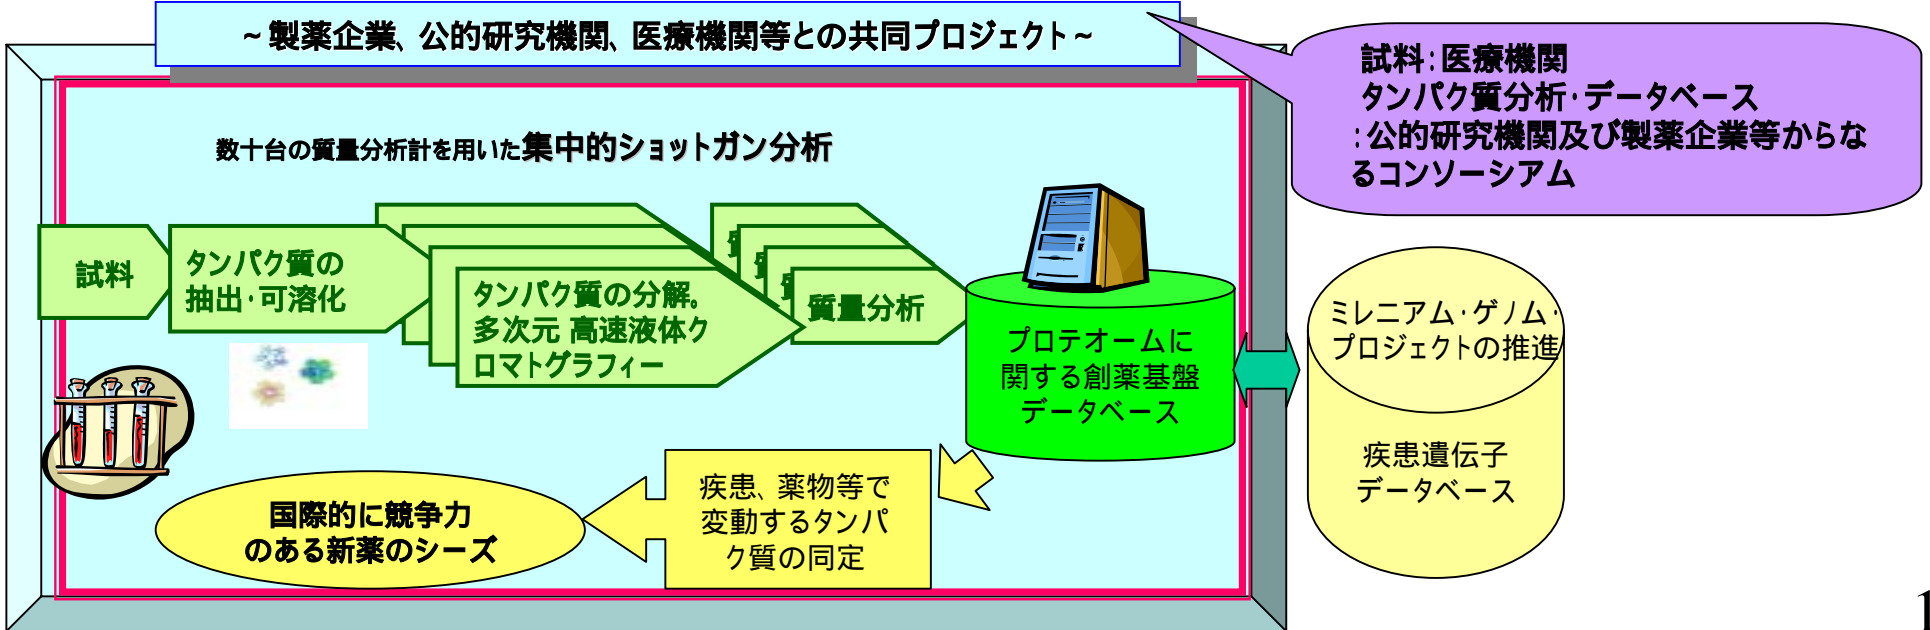 ~製薬企業、公的研究機関、医療機関等との共同プロジェクト~
試料:医療機関
タンパク質分析・データベース
:公的研究機関及び製薬企業等からな
るコンソーシアム
数十台の質量分析計を用いた集中的ショットガン分析
試料
タンパク質の
抽出・可溶化
タンパク質の分解。
多次元 高速液体ク
ロマトグラフィー
質量分析
プロテオームに
関する創薬基盤
データベース
ミレニアム・ゲノム・
プロジェクトの推進
疾患遺伝子
データベース
疾患、薬物等で
変動するタンパ
ク質の同定
国際的に競争力
のある新薬のシーズ
1